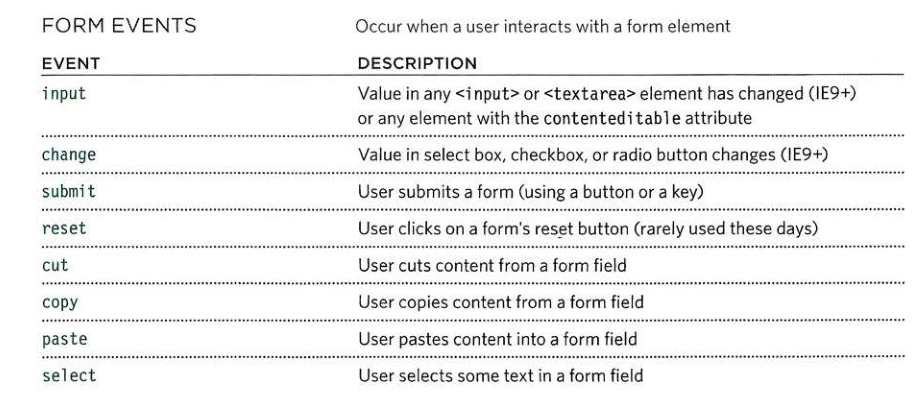 FORM EVENTS Occur when a user interacts with a form element
EVENT DESCRIPTION
input Value in any <input> or <textarea> element has changed (IE9+)
or any element with the contenteditable attribute
change Value in select box, checkbox, or radio button changes (IE9+)
submit User submits a form (using a button or a key)
reset User clicks on a form's reset button (rarely used these days)
cut User cuts content from a form field
copy User copies content from a form field
paste User pastes content into a form field
select User selects some text in a form field